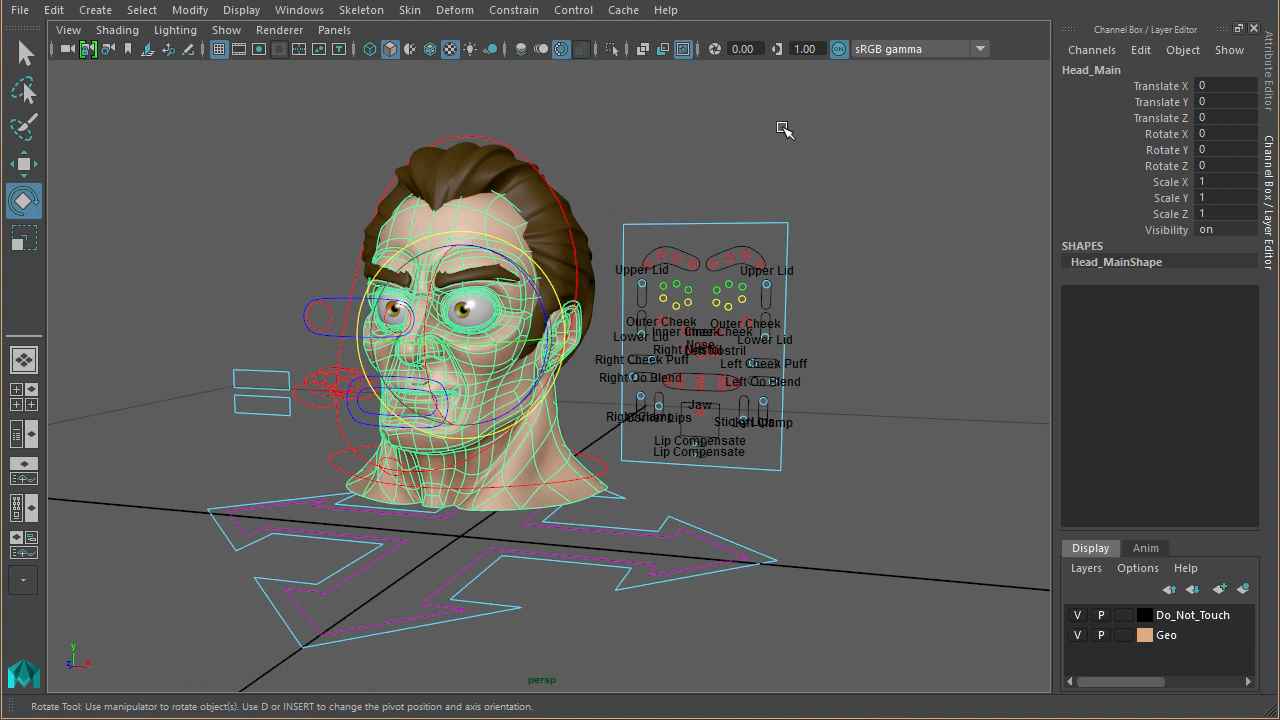 File Edit Create Select Modify Display Windows Skeleton Skin Deform Constrain Control Cache Help
View Shading Lighting Show Renderer Panels
0.00 1.00 ON sRGB gamma
Channel Box / Layer Editor
Channels Edit Object Show
Head_Main
Translate X 0
Translate Y 0
Translate Z 0
Rotate X 0
Rotate Y 0
Rotate Z 0
Scale X 1
Scale Y 1
Scale Z 1
Visibility on
SHAPES
Head_MainShape
Attribute Editor
Channel Box / Layer Editor
Upper Lid Upper Lid
Outer Cheek Outer Cheek
Lower Lid Lower Lid
Nose
Right Cheek Puff Left Cheek Puff
Left Oo Blend
Jaw
Lip Compensate
Lip Compensate
Display Anim
Layers Options Help
V P Do_Not_Touch
V P Geo
y
z x
persp
Rotate Tool: Use manipulator to rotate object(s). Use D or INSERT to change the pivot position and axis orientation.